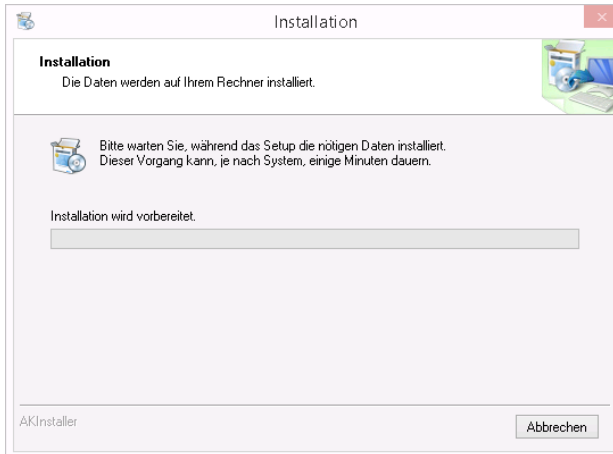 Installation
Installation
Die Daten werden auf Ihrem Rechner installiert.
Bitte warten Sie, während das Setup die nötigen Daten installiert.
Dieser Vorgang kann, je nach System, einige Minuten dauern.
Installation wird vorbereitet.
AKInstaller
Abbrechen